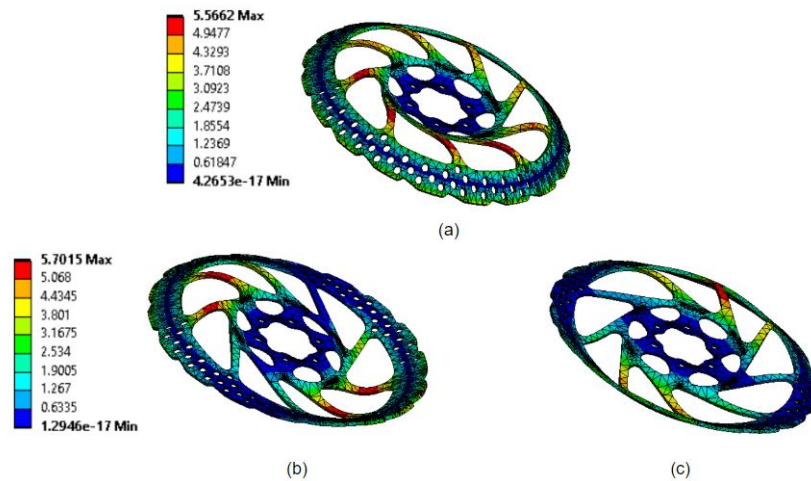 5.5662 Max
4.9477
4.3293
3.7108
3.0923
2.4739
1.8554
1.2369
0.61847
4.2653e-17 Min
(a)
5.7015 Max
5.068
4.4345
3.801
3.1675
2.534
1.9005
1.267
0.6335
1.2946e-17 Min
(b)
(c)